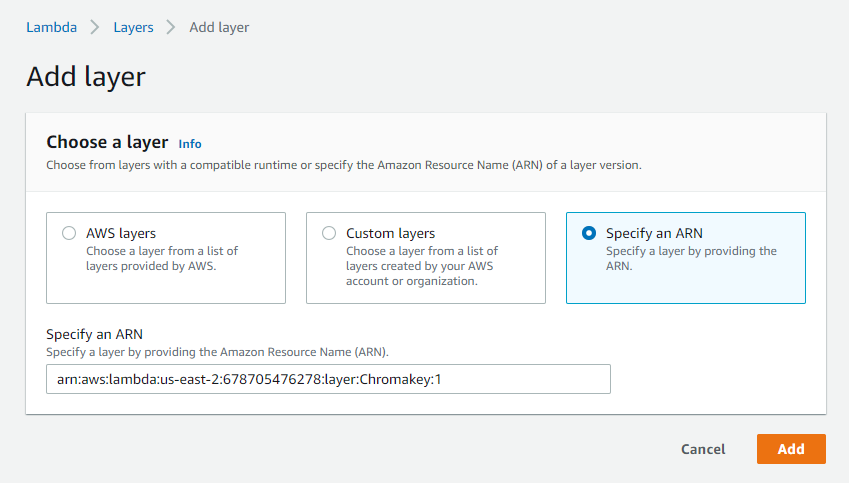 Lambda > Layers > Add layer
Add layer
Choose a layer Info
Choose from layers with a compatible runtime or specify the Amazon Resource Name (ARN) of a layer version.
AWS layers
Choose a layer from a list of
layers provided by AWS.
Custom layers
Choose a layer from a list of
layers created by your AWS
account or organization.
Specify an ARN
Specify a layer by providing the
ARN.
Specify an ARN
Specify a layer by providing the Amazon Resource Name (ARN).
arn:aws:lambda:us-east-2:678705476278:layer:Chromakey:1
Cancel Add